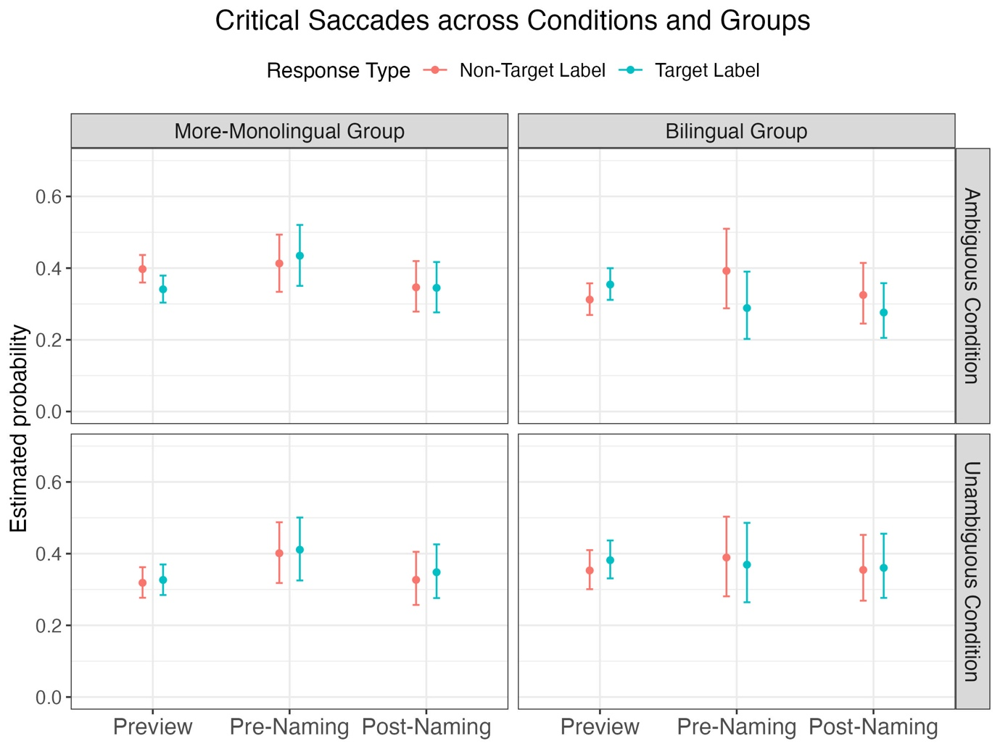 Critical Saccades across Conditions and Groups
Response Type Non-Target Label Target Label
More-Monolingual Group Bilingual Group
Estimated probability
0.6
0.4
0.2
0.0
Ambiguous Condition
0.6
0.4
0.2
0.0
Unambiguous Condition
Preview Pre-Naming Post-Naming Preview Pre-Naming Post-Naming